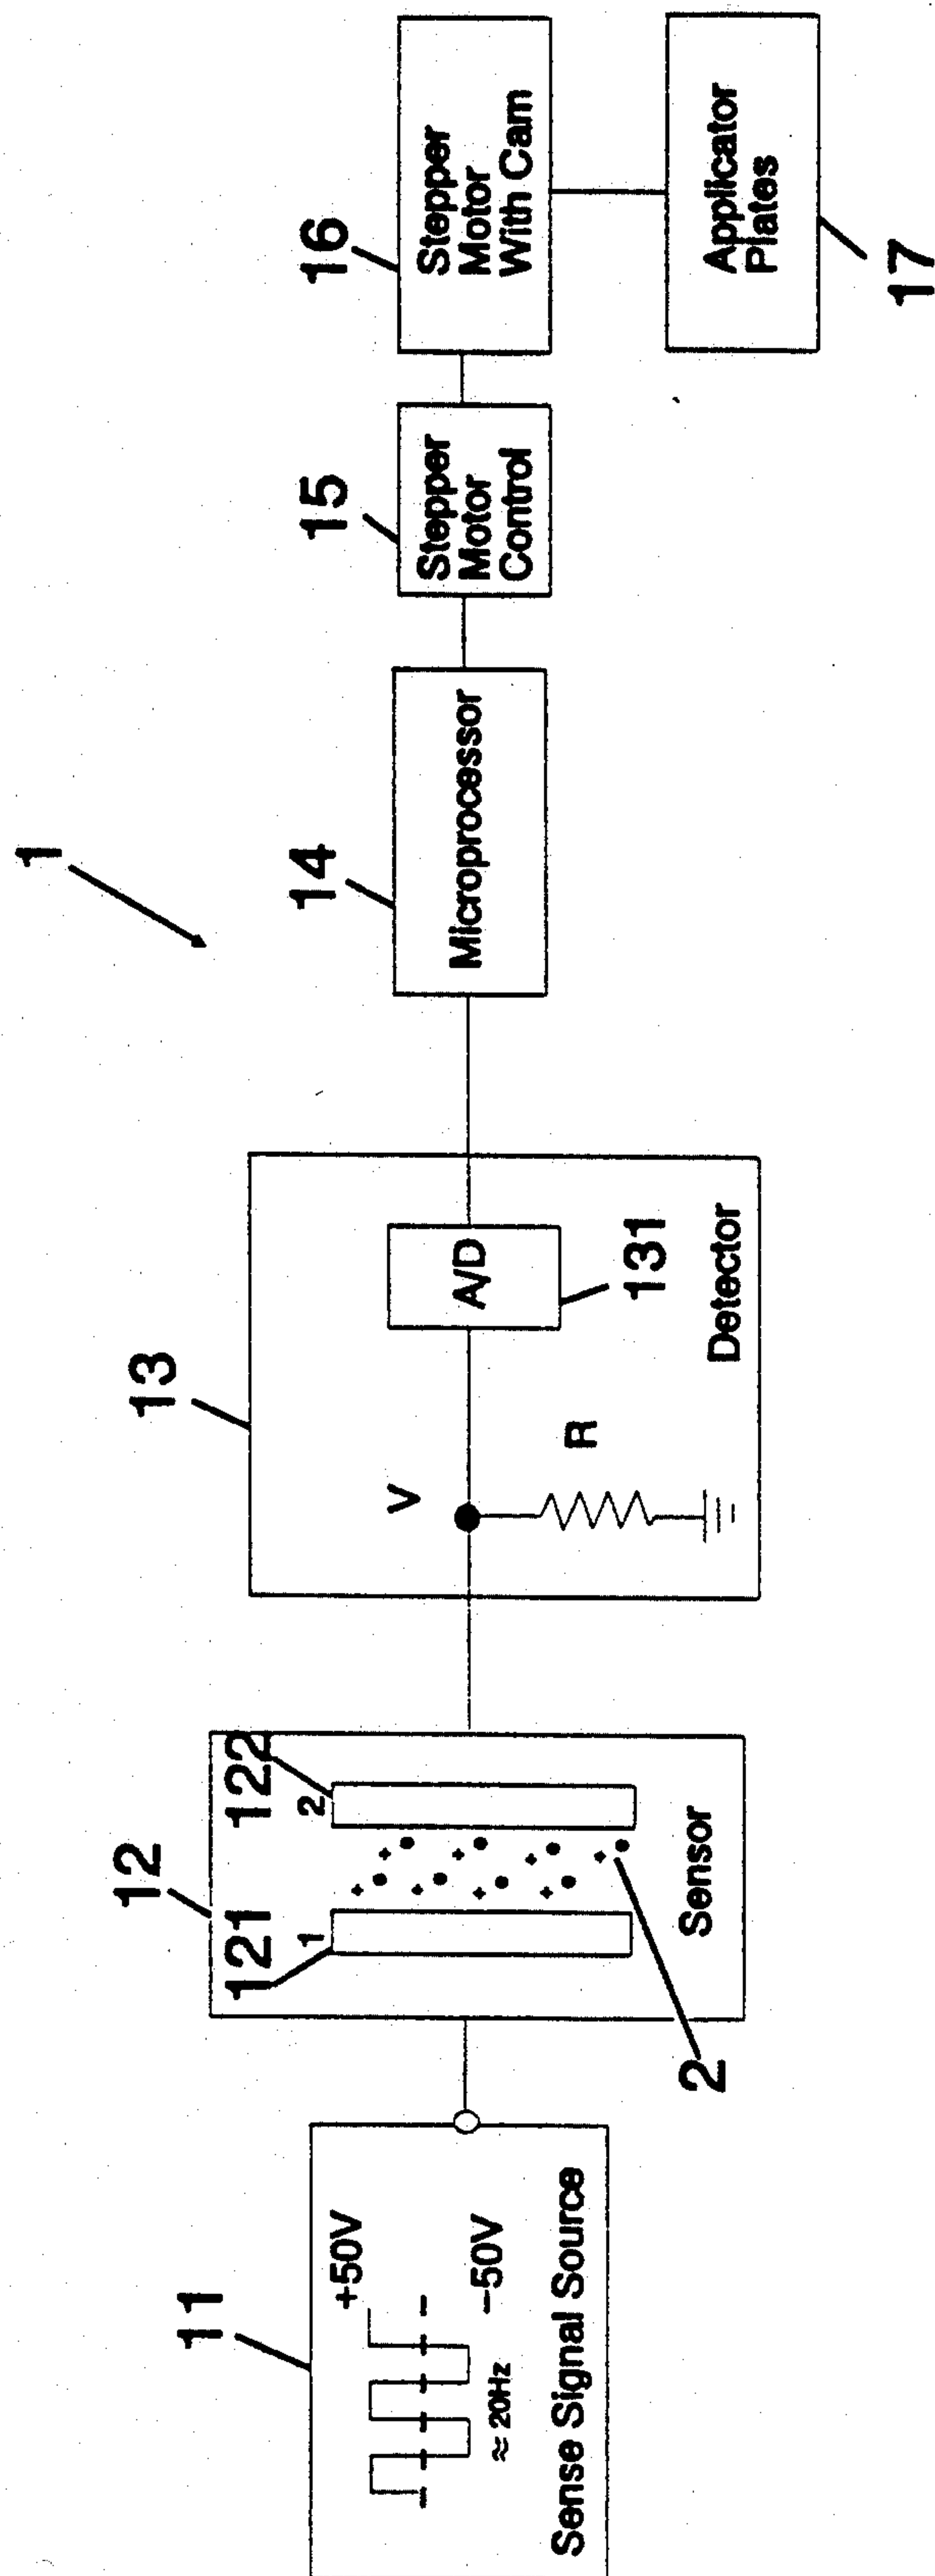 1
11
+50V
−50V
≈ 20Hz
Sense Signal Source
12
121
122
1
2
2
Sensor
13
V
R
A/D
131
Detector
14
Microprocessor
15
Stepper
Motor
Control
16
Stepper
Motor
With Cam
Applicator
Plates
17